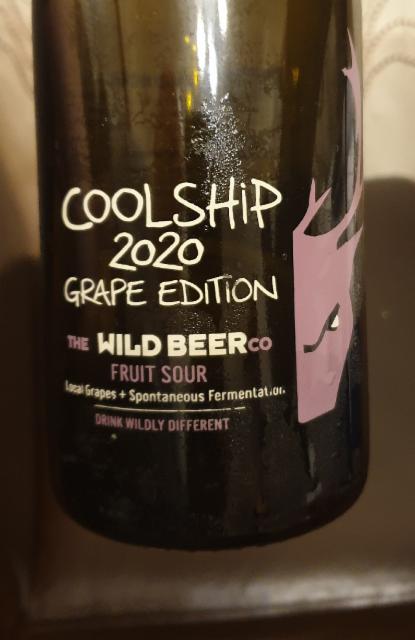 COOLSHiP
2020
GRAPE EDITION
THE WILD BEER CO
FRUIT SOUR
Local Grapes + Spontaneous Fermentation
DRINK WILDLY DIFFERENT